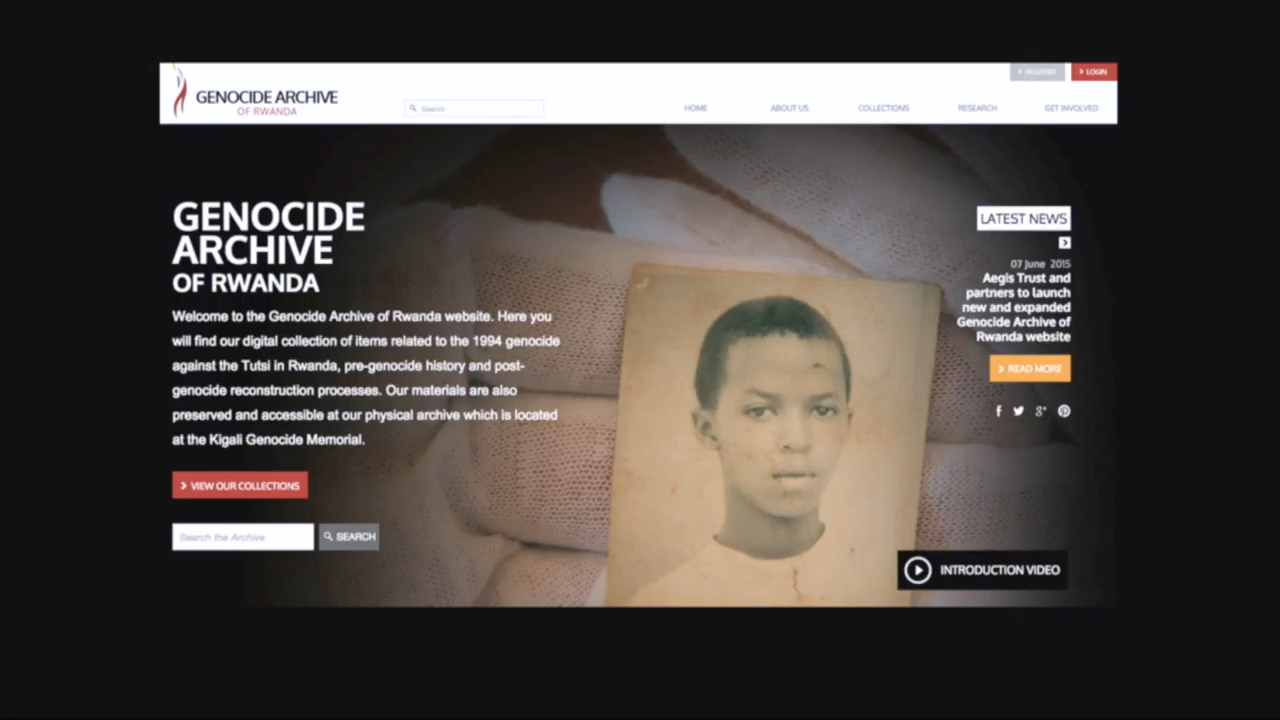 REGISTER
LOGIN
GENOCIDE ARCHIVE
OF RWANDA
Search
HOME
ABOUT US
COLLECTIONS
RESEARCH
GET INVOLVED
GENOCIDE
ARCHIVE
OF RWANDA
Welcome to the Genocide Archive of Rwanda website. Here you
will find our digital collection of items related to the 1994 genocide
against the Tutsi in Rwanda, pre-genocide history and post-
genocide reconstruction processes. Our materials are also
preserved and accessible at our physical archive which is located
at the Kigali Genocide Memorial.
VIEW OUR COLLECTIONS
Search the Archive
SEARCH
LATEST NEWS
07 June 2015
Aegis Trust and
partners to launch
new and expanded
Genocide Archive of
Rwanda website
READ MORE
INTRODUCTION VIDEO